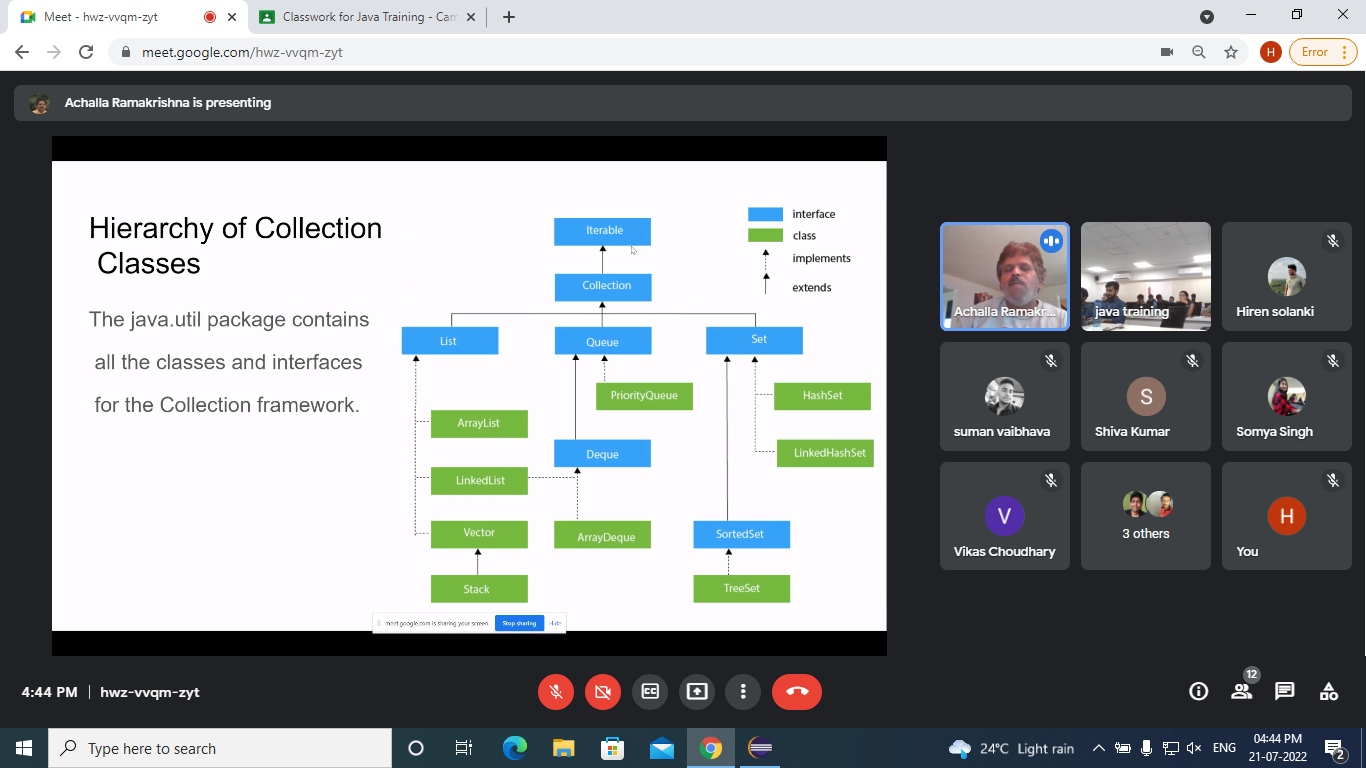 Meet - hwz-vvqm-zyt
Classwork for Java Training - Cam
meet.google.com/hwz-vvqm-zyt
H
Error
Achalla Ramakrishna is presenting
Hierarchy of Collection
Classes
The java.util package contains
all the classes and interfaces
for the Collection framework.
Iterable
Collection
List
Queue
Set
PriorityQueue
HashSet
ArrayList
Deque
LinkedHashSet
LinkedList
Vector
ArrayDeque
SortedSet
Stack
TreeSet
interface
class
implements
extends
meet.google.com is sharing your screen.
Stop sharing
Hide
Achalla Ramakr...
java training
Hiren solanki
suman vaibhava
S
Shiva Kumar
Somya Singh
V
Vikas Choudhary
3 others
H
You
4:44 PM | hwz-vvqm-zyt
CC
12
Type here to search
24°C Light rain
ENG
04:44 PM
21-07-2022
2